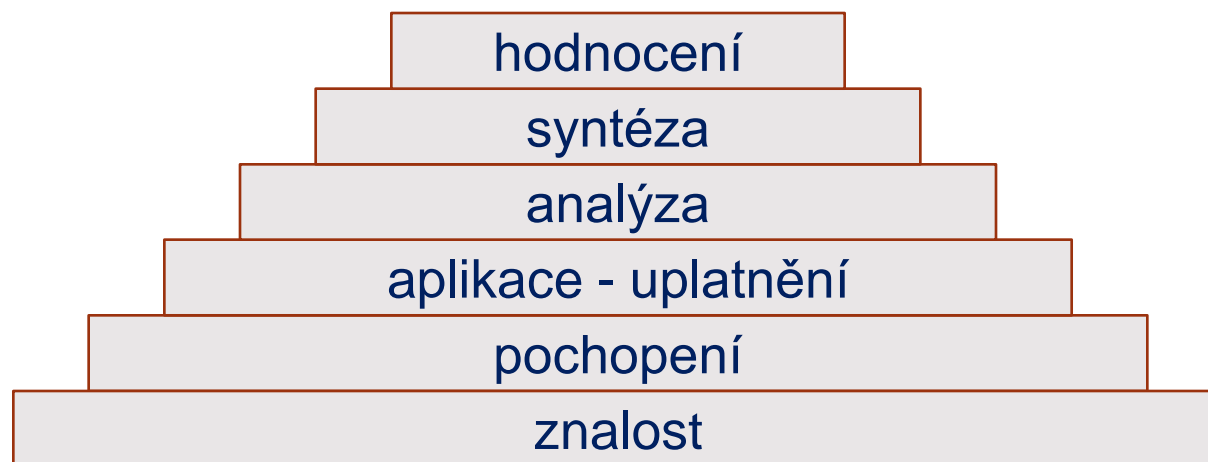 hodnocení
syntéza
analýza
aplikace - uplatnění
pochopení
znalost